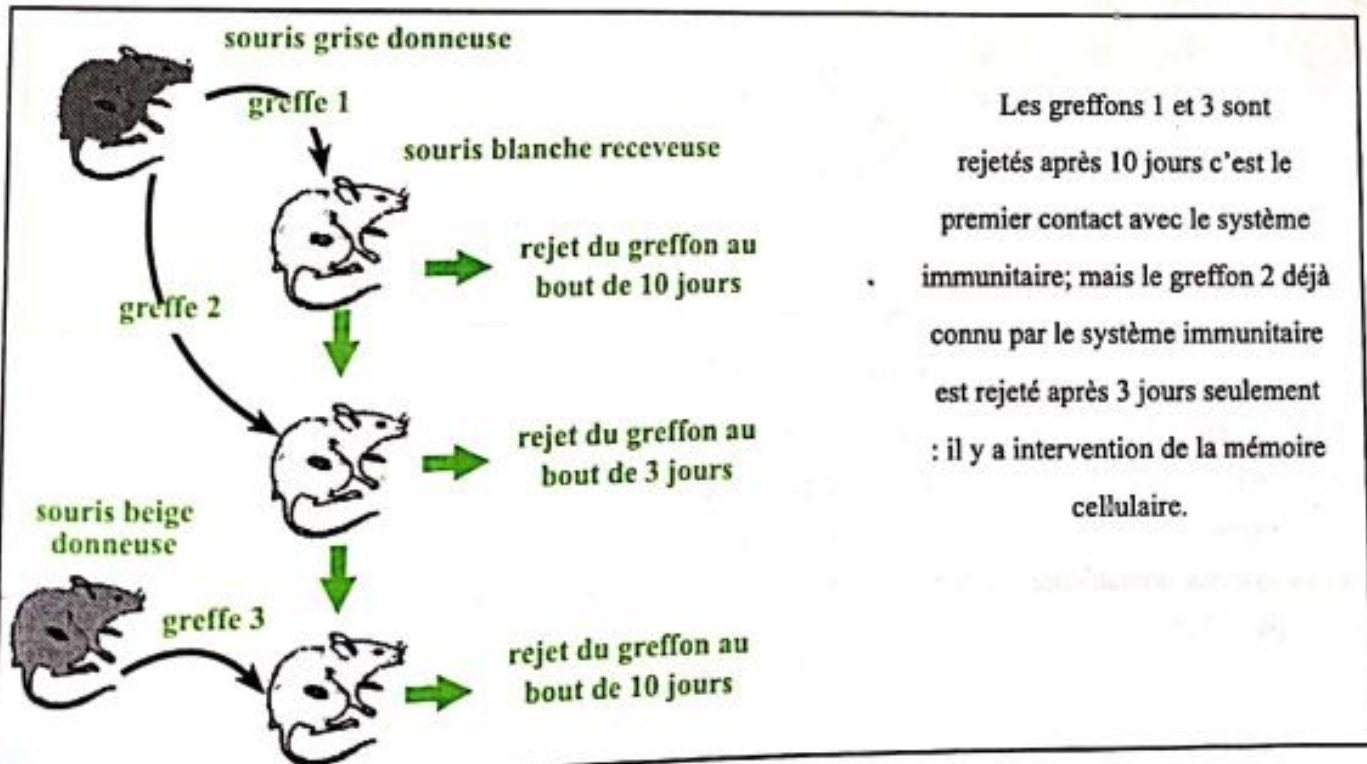 souris grise donneuse
greffe 1
souris blanche receveuse
rejet du greffon au
bout de 10 jours
greffe 2
rejet du greffon au
bout de 3 jours
souris beige
donneuse
greffe 3
rejet du greffon au
bout de 10 jours
Les greffons 1 et 3 sont
rejetés après 10 jours c'est le
premier contact avec le système
immunitaire; mais le greffon 2 déjà
connu par le système immunitaire
est rejeté après 3 jours seulement
: il y a intervention de la mémoire
cellulaire.